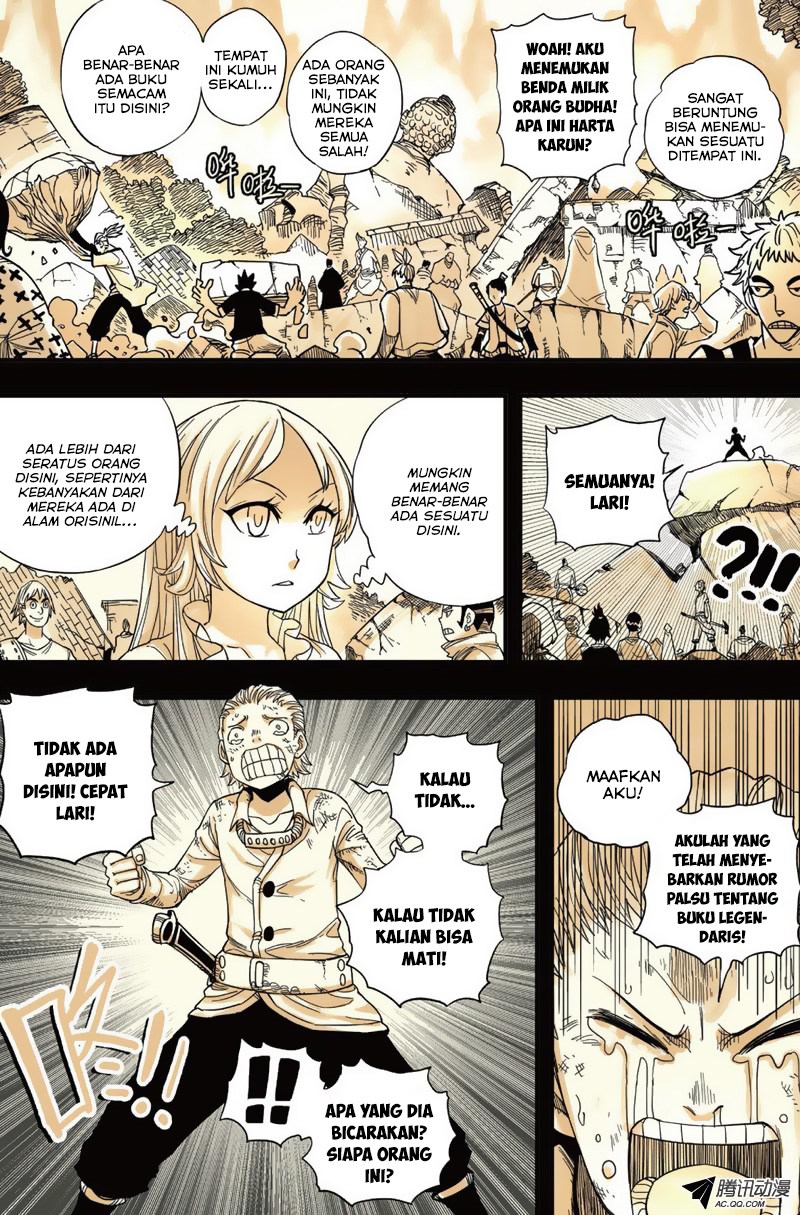 APA
BENAR-BENAR
ADA BUKU
SEMACAM
ITU DISINI?
TEMPAT
INI KUMUH
SEKALI...
ADA ORANG
SEBANYAK
INI, TIDAK
MUNGKIN
MEREKA
SEMUA
SALAH!
WOAH! AKU
MENEMUKAN
BENDA MILIK
ORANG BUDHA!
APA INI HARTA
KARUN?
SANGAT
BERUNTUNG
BISA MENEMU-
KAN SESUATU
DITEMPAT INI.
哗啦—
哗啦—
ADA LEBIH DARI
SERATUS ORANG
DISINI, SEPERTINYA
KEBANYAKAN DARI
MEREKA ADA DI
ALAM ORISINIL...
MUNGKIN
MEMANG
BENAR-BENAR
ADA SESUATU
DISINI.
SEMUANYA!
LARI!
?!!
TIDAK ADA
APAPUN
DISINI! CEPAT
LARI!
KALAU
TIDAK...
KALAU TIDAK
KALIAN BISA
MATI!
!!
!!
APA YANG DIA
BICARAKAN?
SIAPA ORANG
INI?
MAAFKAN
AKU!
AKULAH YANG
TELAH MENYE-
BARKAN RUMOR
PALSU TENTANG
BUKU LEGEN-
DARIS!
腾讯动漫
AC.QQ.COM